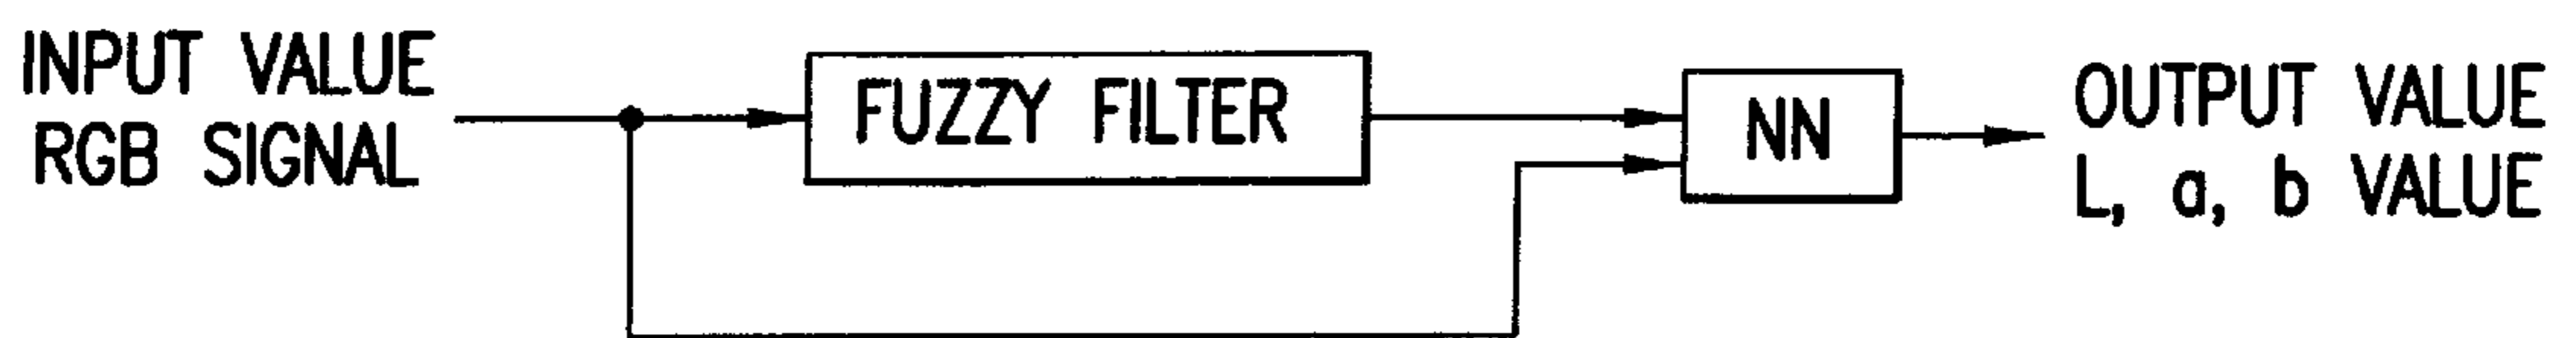 INPUT VALUE
RGB SIGNAL
FUZZY FILTER
NN
OUTPUT VALUE
L, a, b VALUE